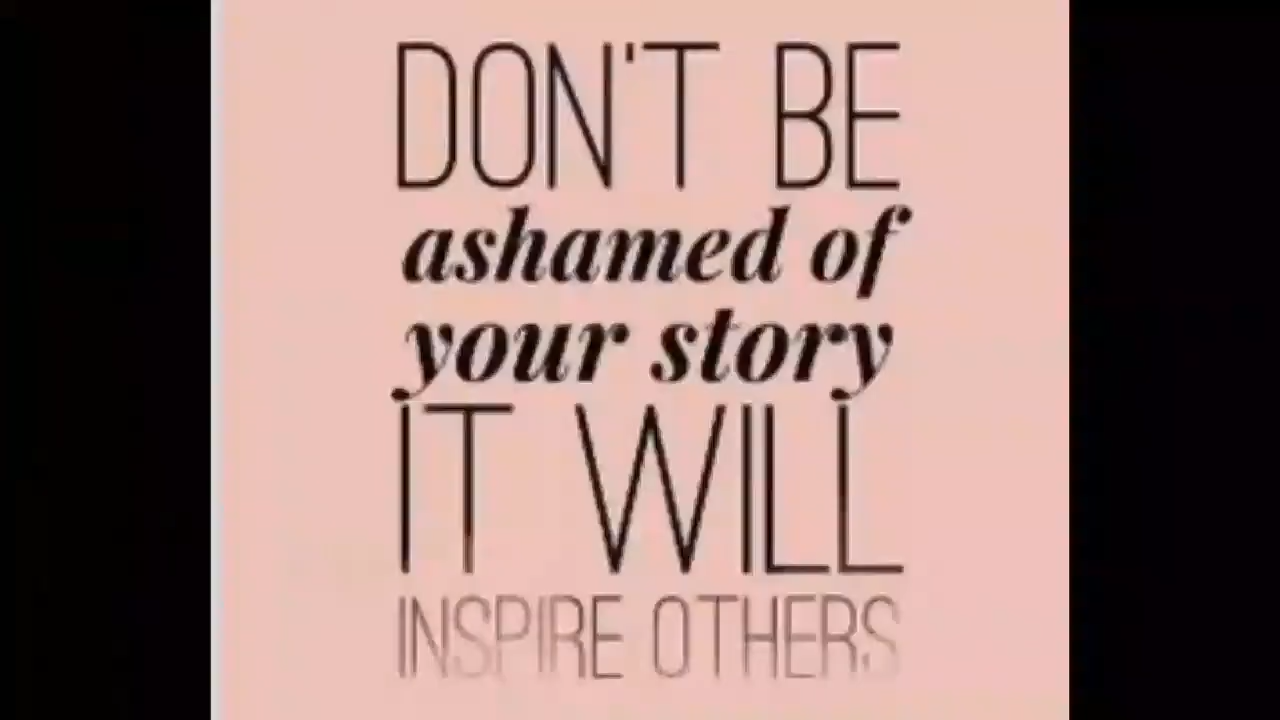 DON'T BE
ashamed of
your story
IT WILL
INSPIRE OTHERS